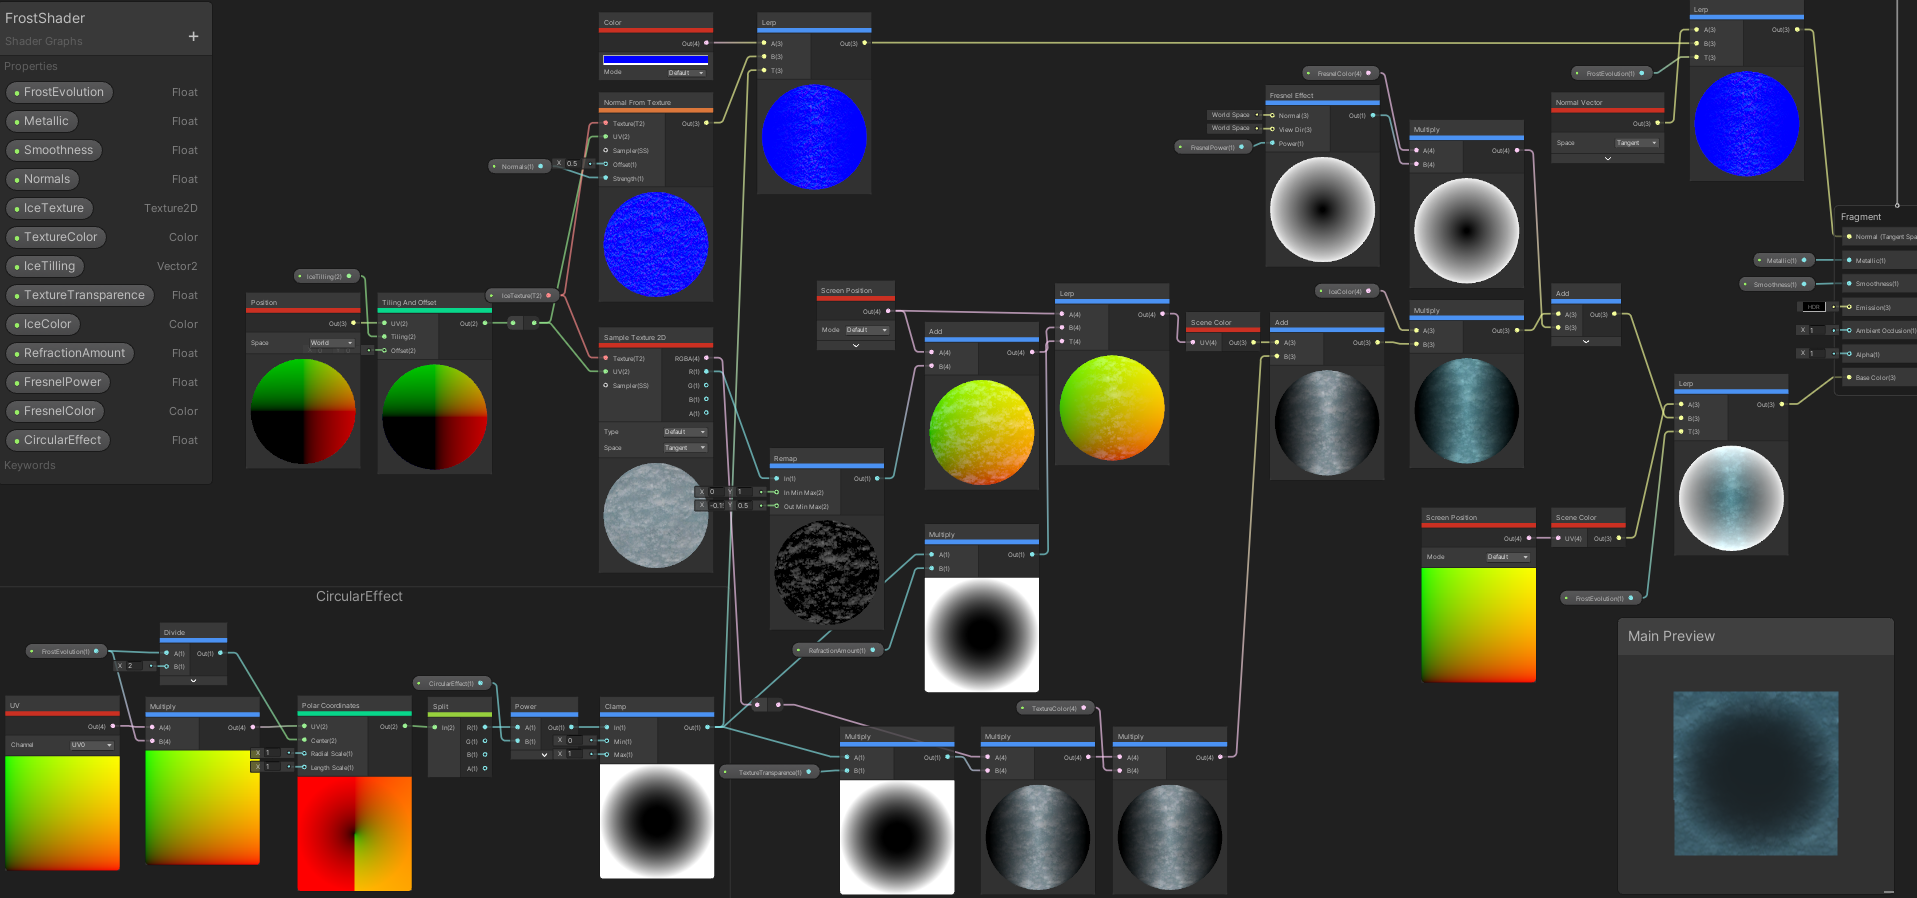 FrostShader
Shader Graphs
+
Properties
FrostEvolution Float
Metallic Float
Smoothness Float
Normals Float
IceTexture Texture2D
TextureColor Color
IceTilling Vector2
TextureTransparence Float
IceColor Color
RefractionAmount Float
FresnelPower Float
FresnelColor Color
CircularEffect Float
Keywords
Color
Out(4)
Mode Default
Lerp
A(3) Out(3)
B(3)
T(3)
Normal From Texture
Texture(T2) Out(3)
UV(2)
Sampler(SS)
Offset(1)
Strength(1)
Normals(1)
X 0.5
IceTilling(2)
Position
Out(3)
Space World
Tiling And Offset
UV(2) Out(2)
Tiling(2)
Offset(2)
IceTexture(T2)
Sample Texture 2D
Texture(T2) RGBA(4)
UV(2) R(1)
Sampler(SS) G(1)
B(1)
A(1)
Type Default
Space Tangent
Screen Position
Out(4)
Mode Default
Add
A(4) Out(4)
B(4)
Remap
In(1) Out(1)
In Min Max(2)
Out Min Max(2)
X 0 Y 1
Y 0.5
Multiply
A(1) Out(1)
B(1)
RefractionAmount(1)
Lerp
A(4) Out(4)
B(4)
T(4)
Scene Color
UV(4) Out(3)
Add
A(3) Out(3)
B(3)
FresnelColor(4)
Fresnel Effect
World Space Normal(3) Out(1)
World Space View Dir(3)
FresnelPower(1) Power(1)
Multiply
A(4) Out(4)
B(4)
IceColor(4)
Multiply
A(3) Out(3)
B(3)
Add
A(3) Out(3)
B(3)
FrostEvolution(1)
Normal Vector
Out(3)
Space Tangent
Lerp
A(3) Out(3)
B(3)
T(3)
Fragment
Normal (Tangent Spa
Metallic(1) Metallic(1)
Smoothness(1) Smoothness(1)
HDR Emission(3)
X 1 Ambient Occlusion(1)
X 1 Alpha(1)
Base Color(3)
Lerp
A(3) Out(3)
B(3)
T(3)
Screen Position
Out(4)
Mode Default
Scene Color
UV(4) Out(3)
FrostEvolution(1)
Main Preview
CircularEffect
FrostEvolution(1)
Divide
A(1) Out(1)
X 2 B(1)
UV
Out(4)
Channel UV0
Multiply
A(4) Out(4)
B(4)
Polar Coordinates
UV(2) Out(2)
Center(2)
X 1 Radial Scale(1)
X 1 Length Scale(1)
CircularEffect(1)
Split
In(2) R(1)
G(1)
B(1)
A(1)
Power
A(1) Out(1)
B(1)
Clamp
In(1) Out(1)
X 0 Min(1)
X 1 Max(1)
TextureTransparence(1)
Multiply
A(1) Out(1)
B(1)
Multiply
A(4) Out(4)
B(4)
TextureColor(4)
Multiply
A(4) Out(4)
B(4)